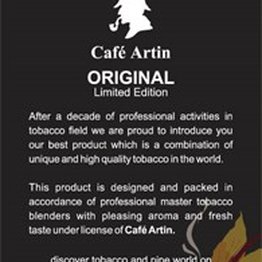 Café Artin
ORIGINAL
Limited Edition
After a decade of professional activities in
tobacco field we are proud to introduce you
our best product which is a combination of
unique and high quality tobacco in the world.
This product is designed and packed in
accordance of professional master tobacco
blenders with pleasing aroma and fresh
taste under license of Café Artin.
discover tobacco and pipe world on